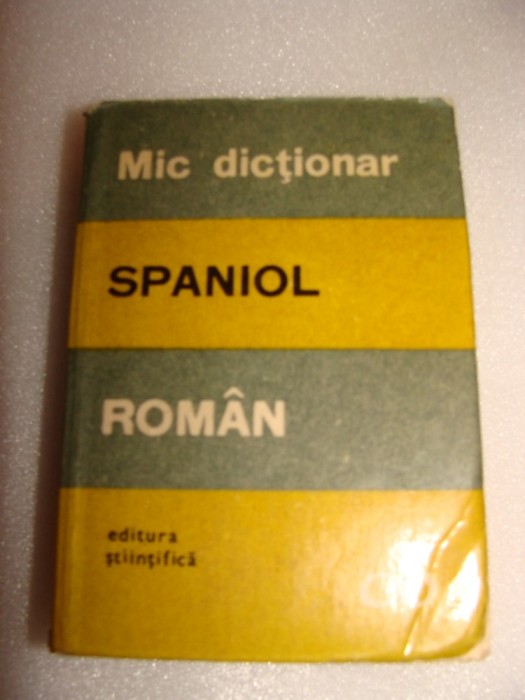 Mic dicţionar
SPANIOL
ROMÂN
editura
ştiinţifică